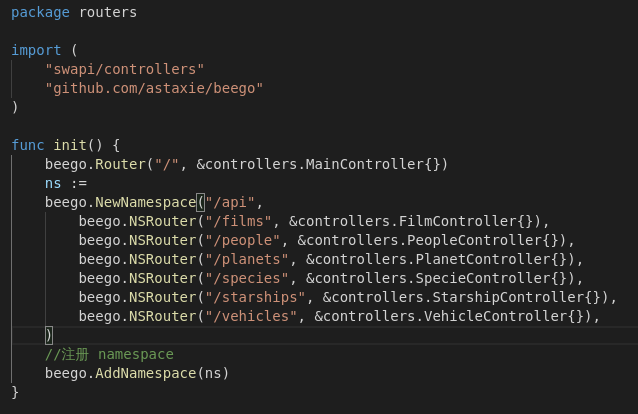 package routers
import (
"swapi/controllers"
"github.com/astaxie/beego"
)
func init() {
beego.Router("/", &controllers.MainController{})
ns :=
beego.NewNamespace("/api",
beego.NSRouter("/films", &controllers.FilmController{}),
beego.NSRouter("/people", &controllers.PeopleController{}),
beego.NSRouter("/planets", &controllers.PlanetController{}),
beego.NSRouter("/species", &controllers.SpecieController{}),
beego.NSRouter("/starships", &controllers.StarshipController{}),
beego.NSRouter("/vehicles", &controllers.VehicleController{}),
)
//注册 namespace
beego.AddNamespace(ns)
}